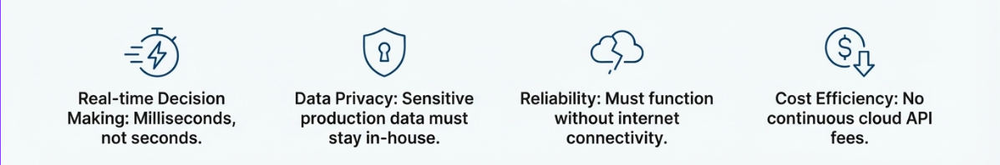 Real-time Decision
Making: Milliseconds,
not seconds.
Data Privacy: Sensitive
production data must
stay in-house.
Reliability: Must function
without internet
connectivity.
Cost Efficiency: No
continuous cloud API
fees.